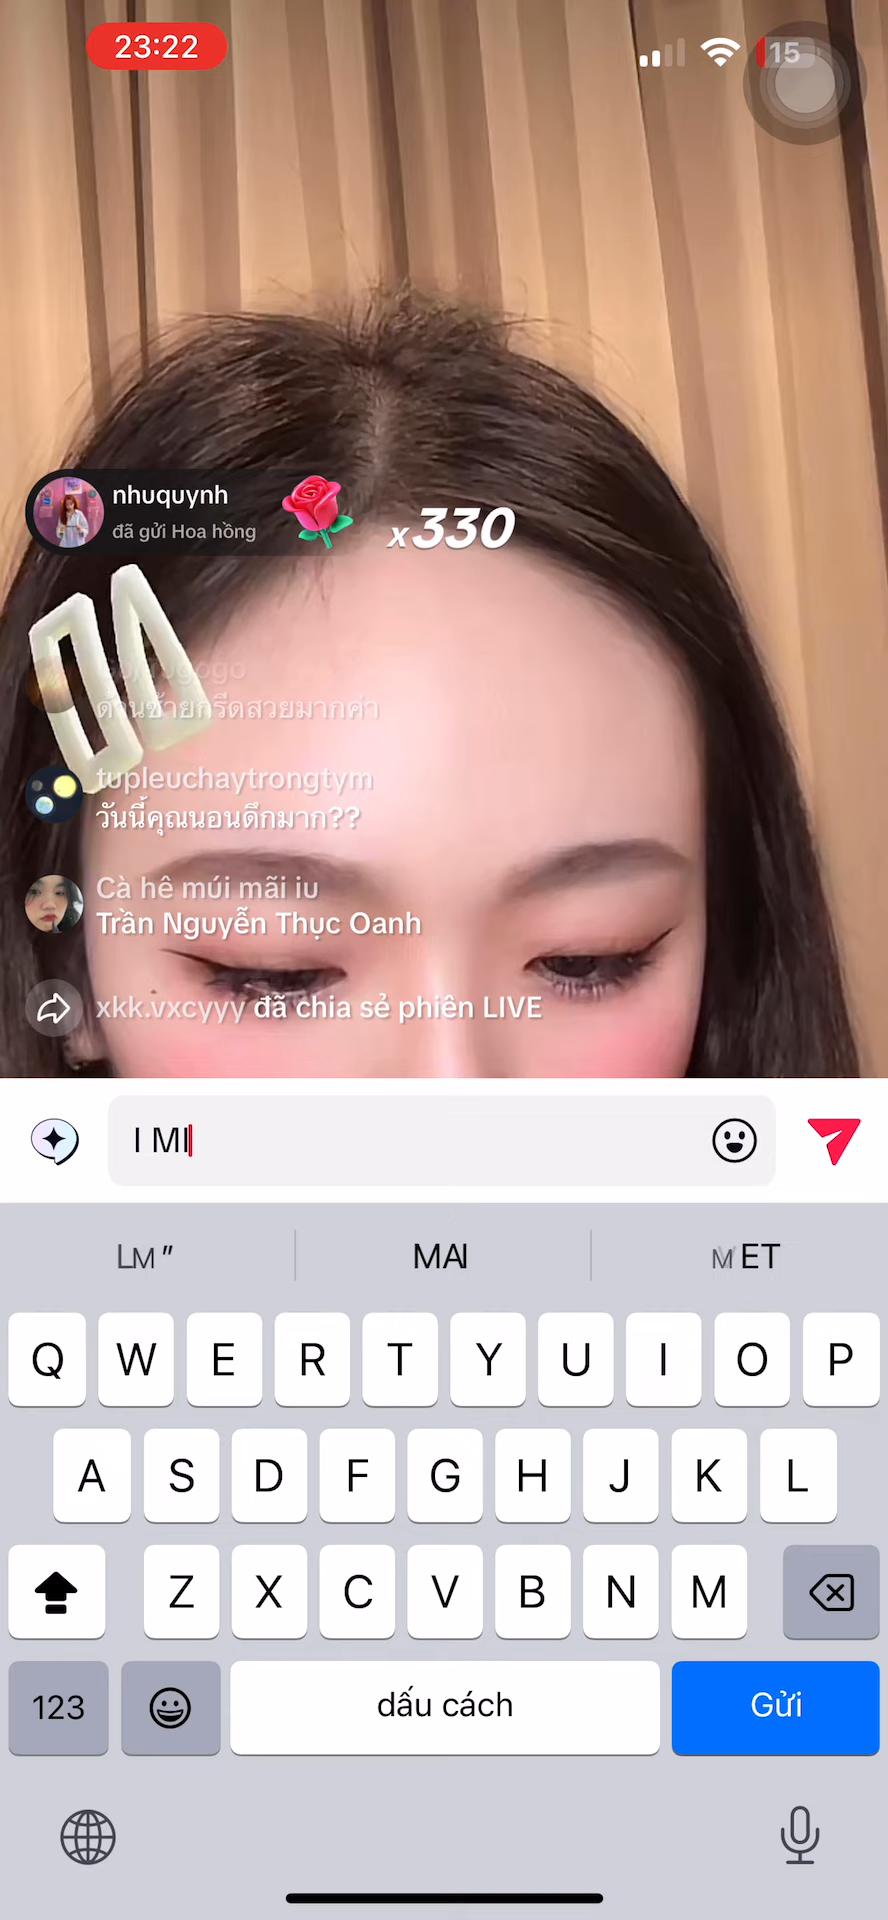 23:22
15
nhuquynh
đã gửi Hoa hồng
x330
ด้านซ้ายกรีดสวยมากค่า
tupleuchaytrongtym
วันนี้คุณนอนดึกมาก??
Cà hê múi mãi iu
Trần Nguyễn Thục Oanh
xkk.vxcyyy đã chia sẻ phiên LIVE
I MI
MAI
MET
Q W E R T Y U I O P
A S D F G H J K L
Z X C V B N M
123
dấu cách
Gửi